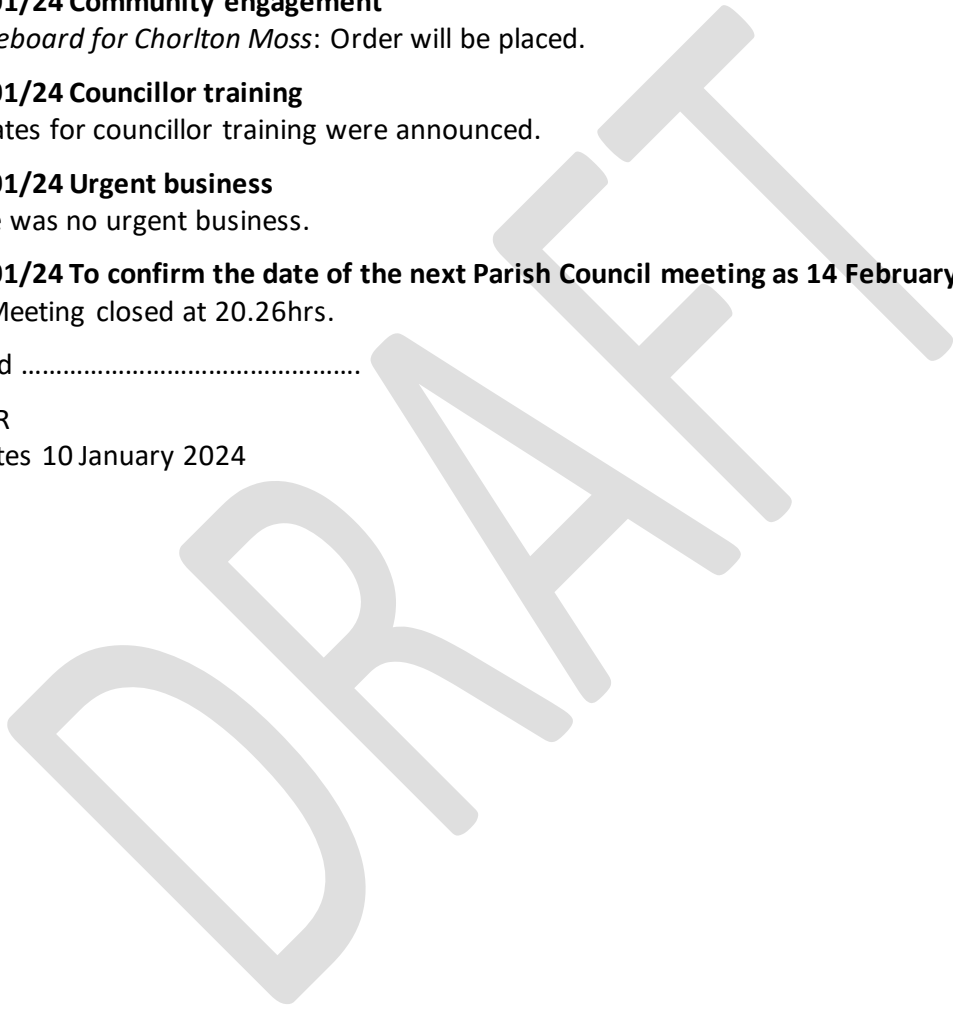 01/24 Community engagement
eboard for Chorlton Moss: Order will be placed.
01/24 Councillor training
ates for councillor training were announced.
01/24 Urgent business
e was no urgent business.
01/24 To confirm the date of the next Parish Council meeting as 14 February
Meeting closed at 20.26hrs.
d ………………………………….
R
tes 10 January 2024
DRAFT